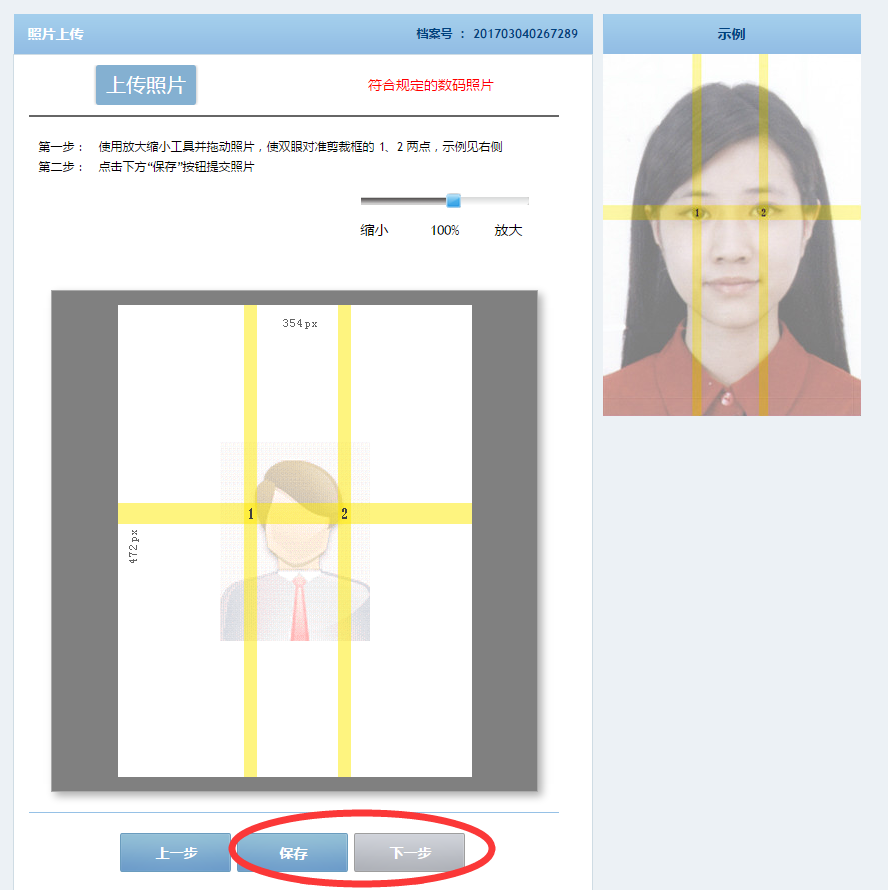 照片上传
档案号 : 201703040267289
示例
上传照片
符合规定的数码照片
第一步： 使用放大缩小工具并拖动照片，使双眼对准剪裁框的 1、2 两点，示例见右侧
第二步： 点击下方“保存”按钮提交照片
缩小 100% 放大
354px
1 2
472px
1 2
上一步 保存 下一步